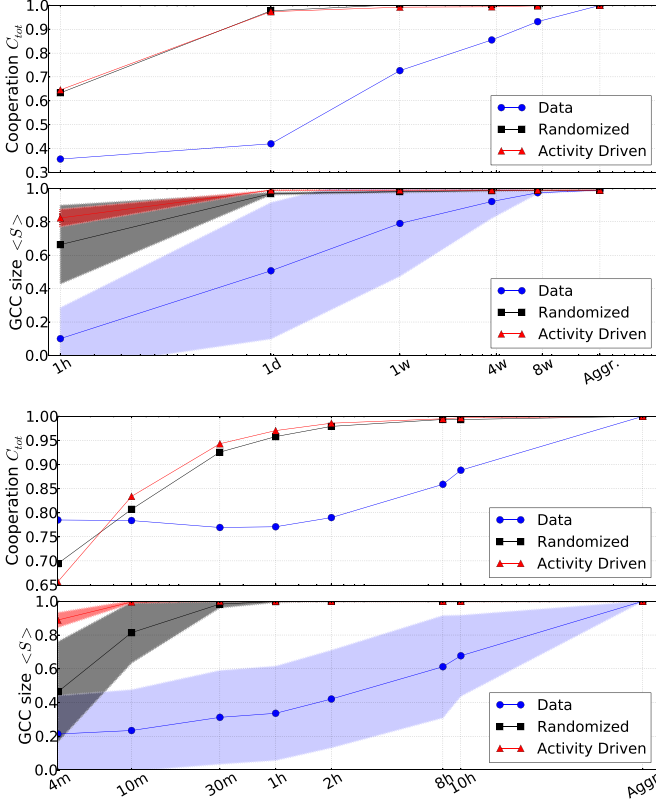 Cooperation C_tot
1.0
0.9
0.8
0.7
0.6
0.5
0.4
0.3
Data
Randomized
Activity Driven
GCC size <S>
1.0
0.8
0.6
0.4
0.2
0.0
Data
Randomized
Activity Driven
1h 1d 1w 4w 8w Aggr.
Cooperation C_tot
1.00
0.95
0.90
0.85
0.80
0.75
0.70
0.65
Data
Randomized
Activity Driven
GCC size <S>
1.0
0.8
0.6
0.4
0.2
0.0
Data
Randomized
Activity Driven
4m 10m 30m 1h 2h 8h 10h